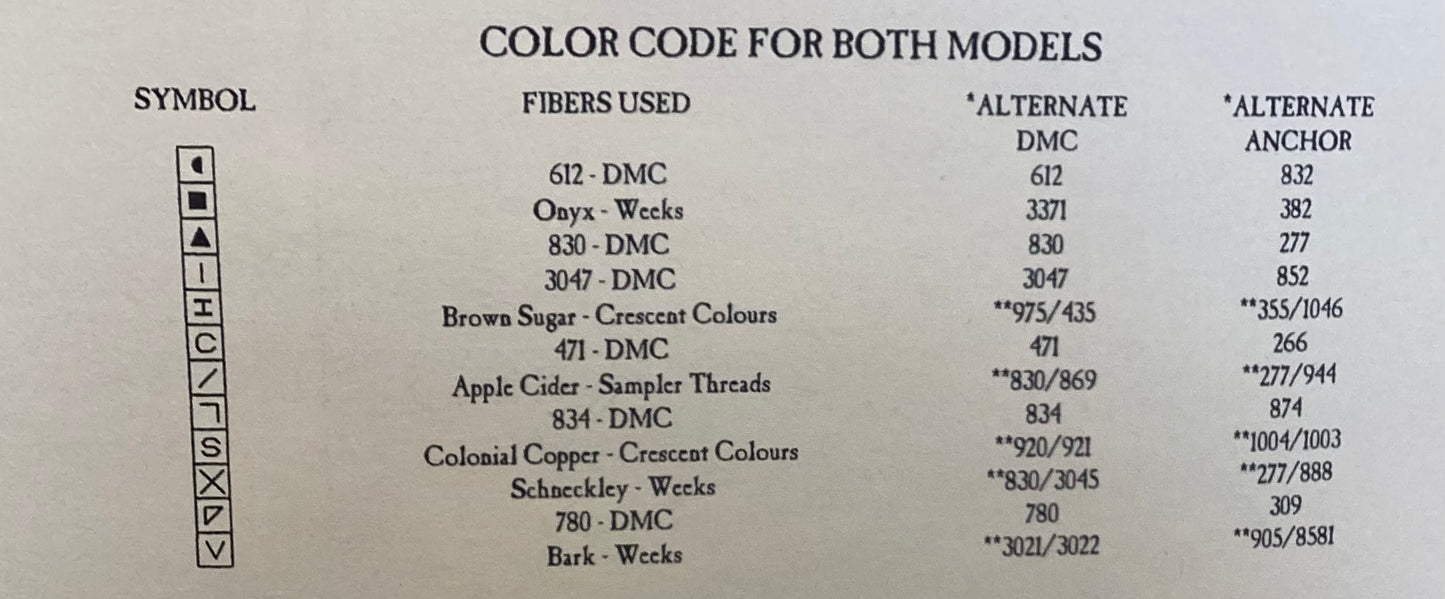 COLOR CODE FOR BOTH MODELS
SYMBOL FIBERS USED *ALTERNATE DMC *ALTERNATE ANCHOR
612 - DMC 612 832
Onyx - Weeks 3371 382
830 - DMC 830 277
3047 - DMC 3047 852
I Brown Sugar - Crescent Colours **975/435 **355/1046
C 471 - DMC 471 266
/ Apple Cider - Sampler Threads **830/869 **277/944
834 - DMC 834 874
S Colonial Copper - Crescent Colours **920/921 **1004/1003
X Schneckley - Weeks **830/3045 **277/888
780 - DMC 780 309
V Bark - Weeks **3021/3022 **905/8581